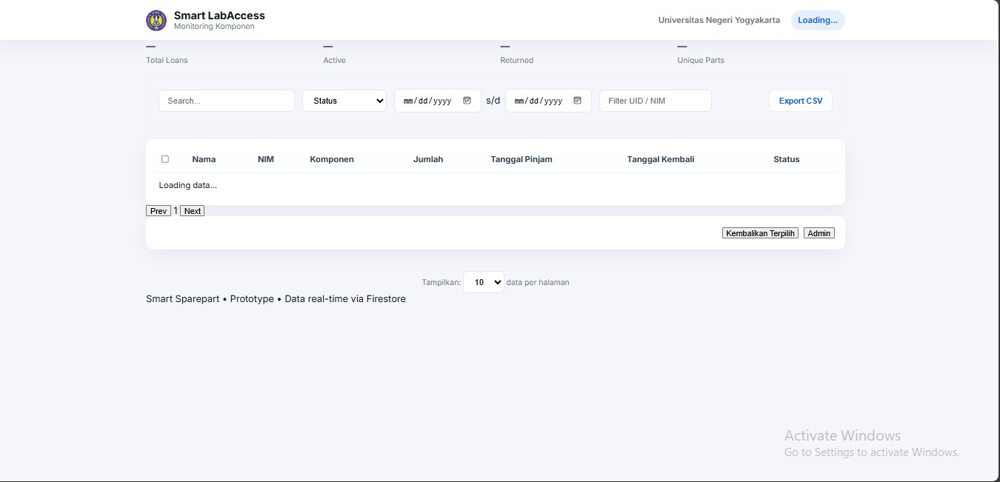 Smart LabAccess
Monitoring Komponen
Universitas Negeri Yogyakarta
Loading...
Total Loans
Active
Returned
Unique Parts
Search...
Status
mm/dd/yyyy
s/d
mm/dd/yyyy
Filter UID / NIM
Export CSV
Nama NIM Komponen Jumlah Tanggal Pinjam Tanggal Kembali Status
Loading data...
Prev 1 Next
Kembalikan Terpilih Admin
Tampilkan: 10 data per halaman
Smart Sparepart • Prototype • Data real-time via Firestore
Activate Windows
Go to Settings to activate Windows.